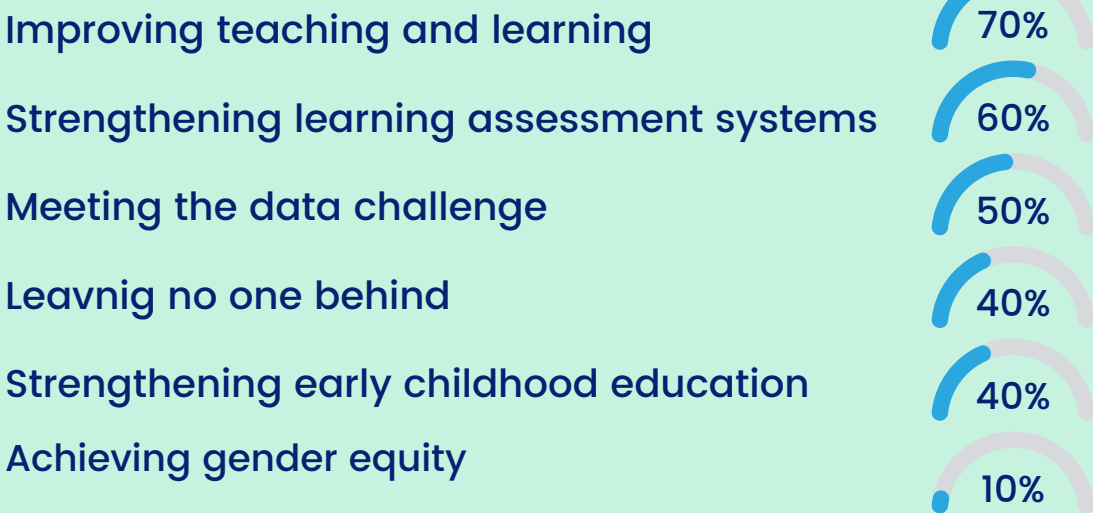 Improving teaching and learning 70%
Strengthening learning assessment systems 60%
Meeting the data challenge 50%
Leavnig no one behind 40%
Strengthening early childhood education 40%
Achieving gender equity 10%